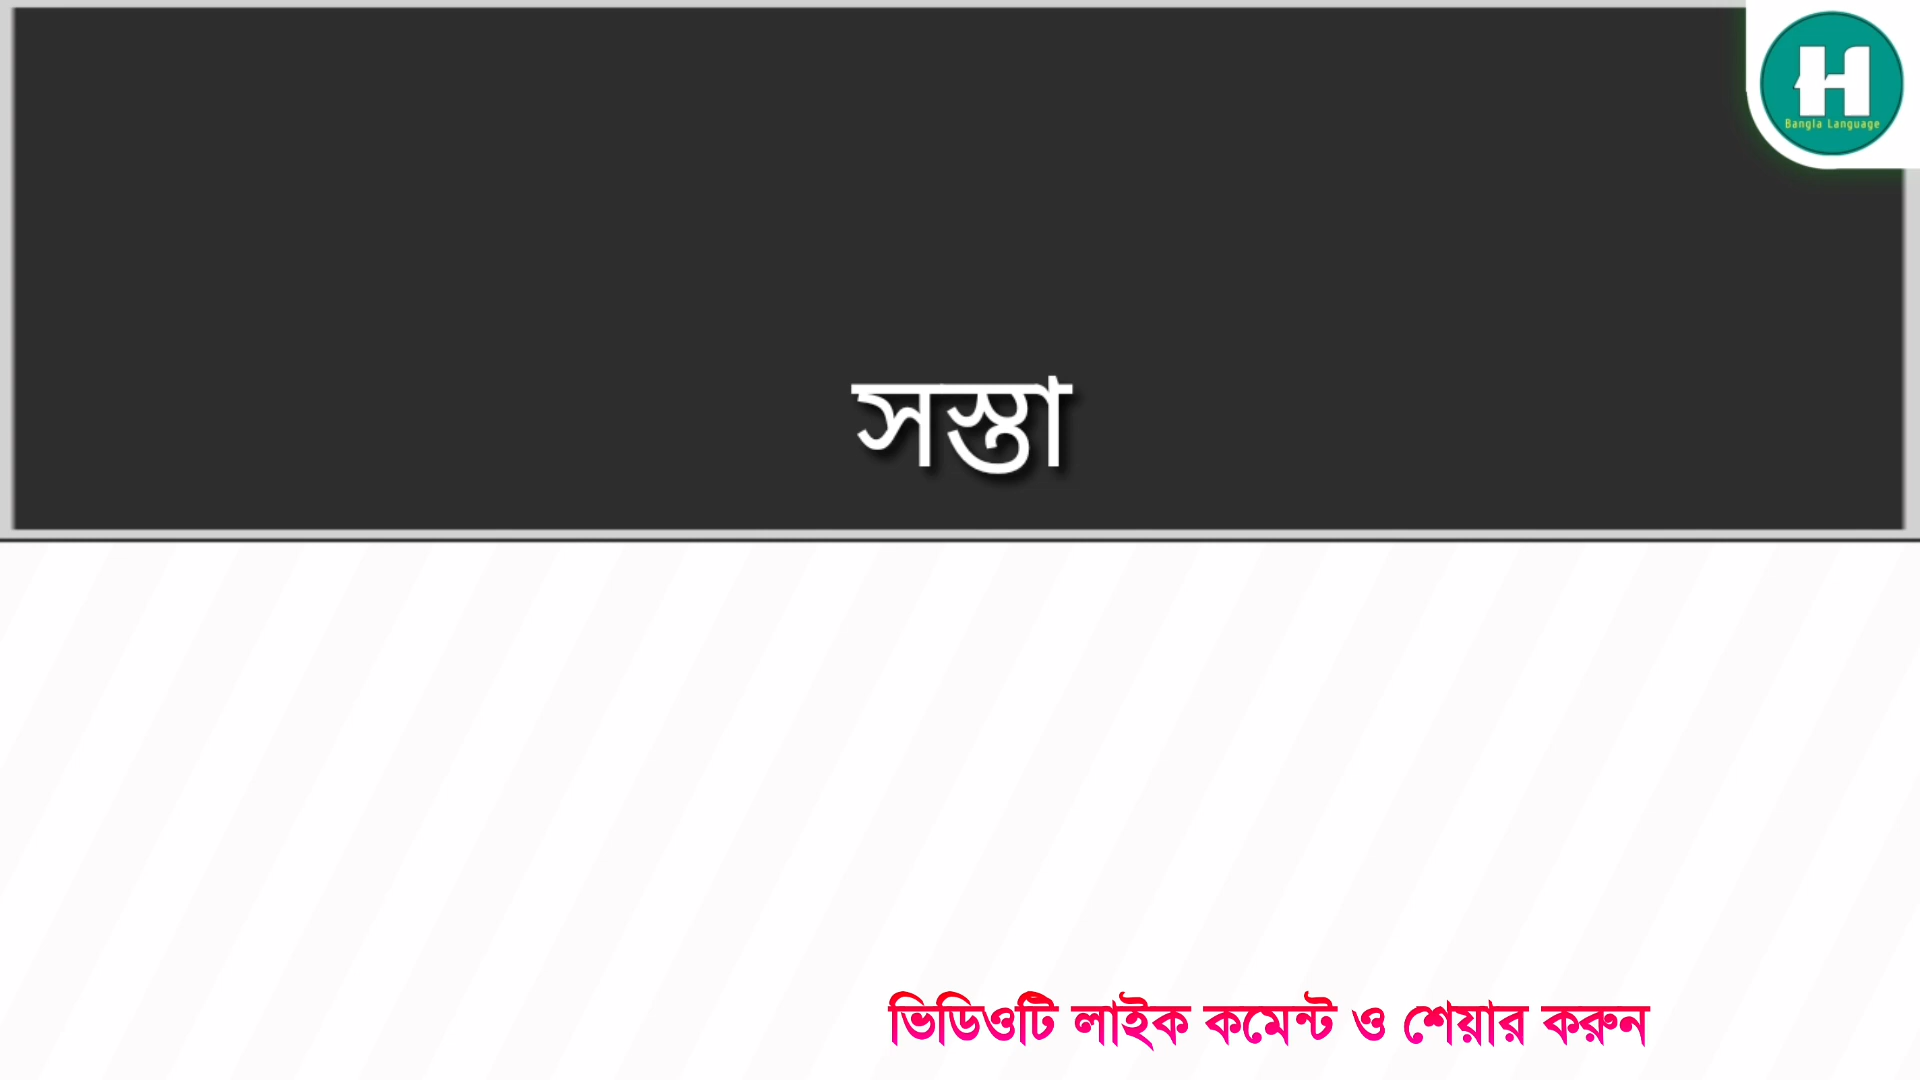 H
Bangla Language
সস্তা
ভিডিওটি লাইক কমেন্ট ও শেয়ার করুন